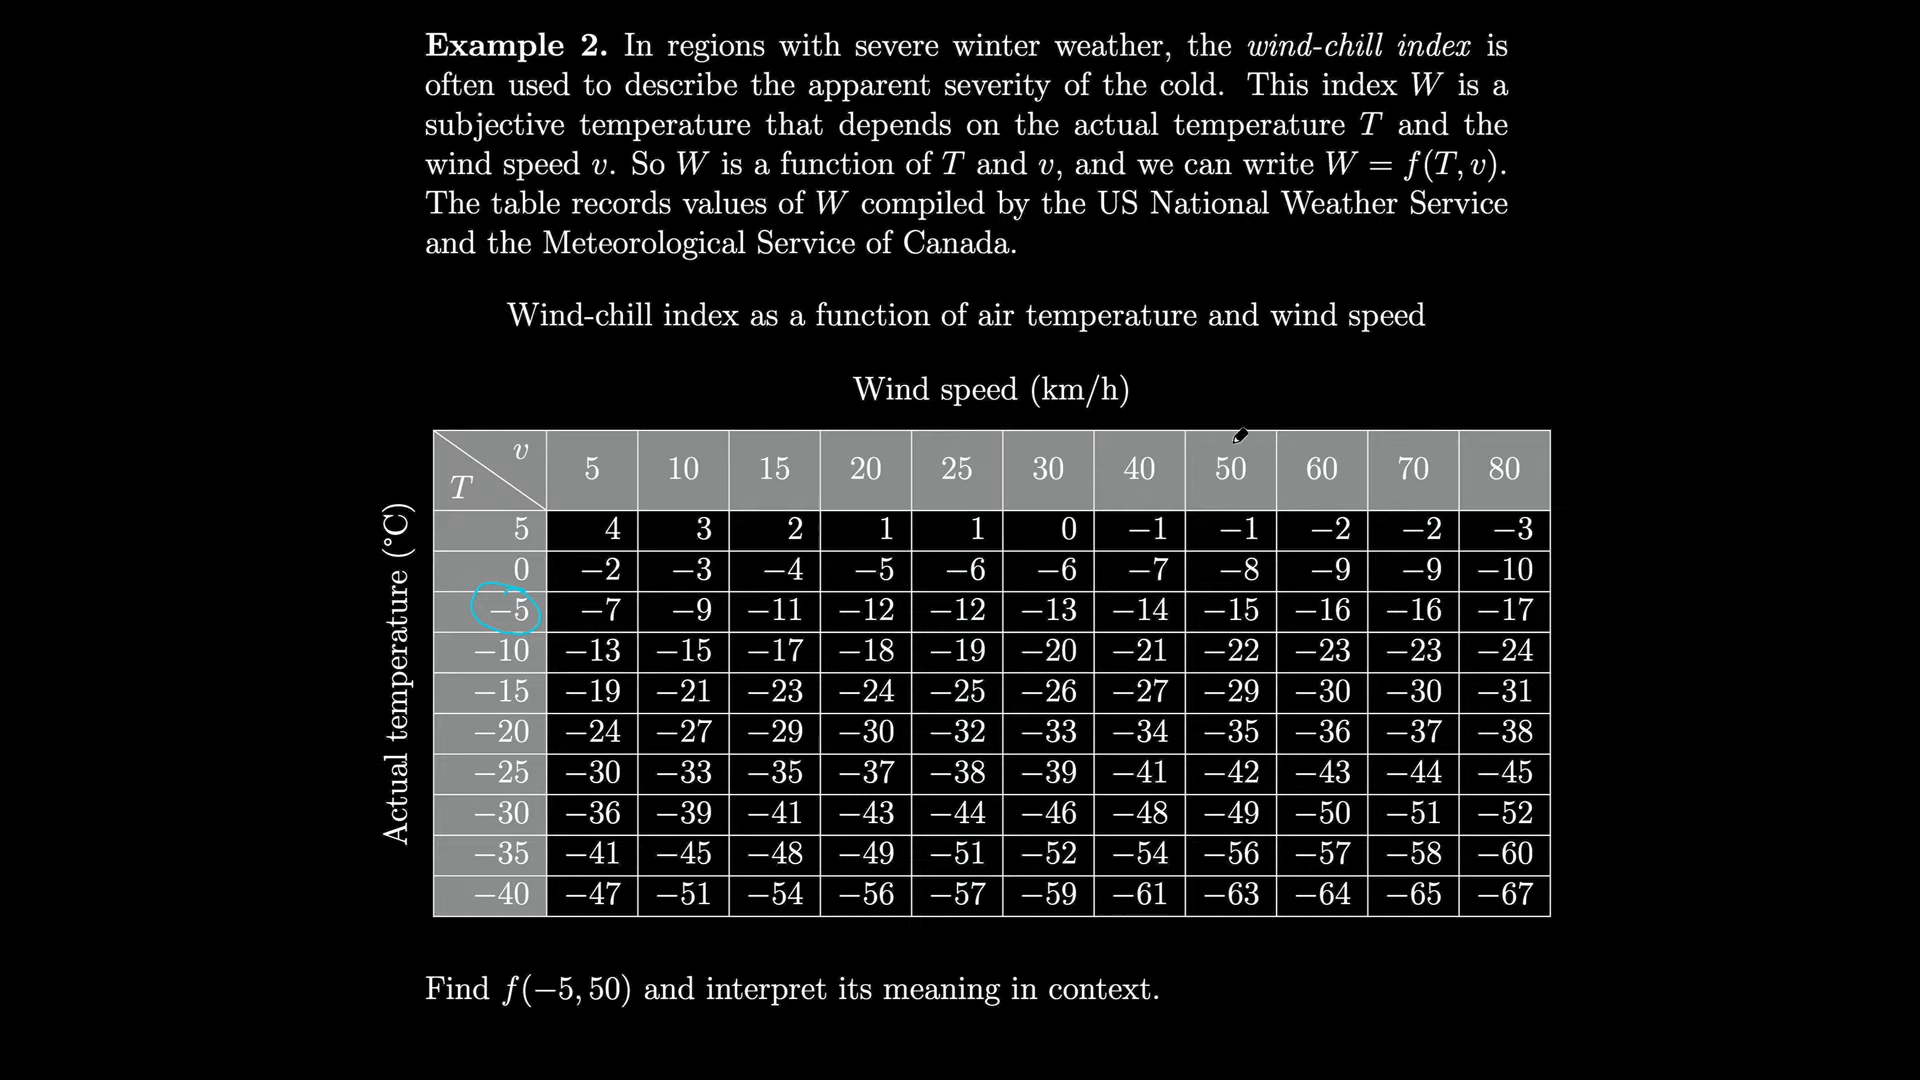 Example 2. In regions with severe winter weather, the wind-chill index is
often used to describe the apparent severity of the cold. This index W is a
subjective temperature that depends on the actual temperature T and the
wind speed v. So W is a function of T and v, and we can write W = f(T, v).
The table records values of W compiled by the US National Weather Service
and the Meteorological Service of Canada.
Wind-chill index as a function of air temperature and wind speed
Wind speed (km/h)
Actual temperature (°C)
T v 5 10 15 20 25 30 40 50 60 70 80
5 4 3 2 1 1 0 −1 −1 −2 −2 −3
0 −2 −3 −4 −5 −6 −6 −7 −8 −9 −9 −10
−5 −7 −9 −11 −12 −12 −13 −14 −15 −16 −16 −17
−10 −13 −15 −17 −18 −19 −20 −21 −22 −23 −23 −24
−15 −19 −21 −23 −24 −25 −26 −27 −29 −30 −30 −31
−20 −24 −27 −29 −30 −32 −33 −34 −35 −36 −37 −38
−25 −30 −33 −35 −37 −38 −39 −41 −42 −43 −44 −45
−30 −36 −39 −41 −43 −44 −46 −48 −49 −50 −51 −52
−35 −41 −45 −48 −49 −51 −52 −54 −56 −57 −58 −60
−40 −47 −51 −54 −56 −57 −59 −61 −63 −64 −65 −67
Find f(−5, 50) and interpret its meaning in context.